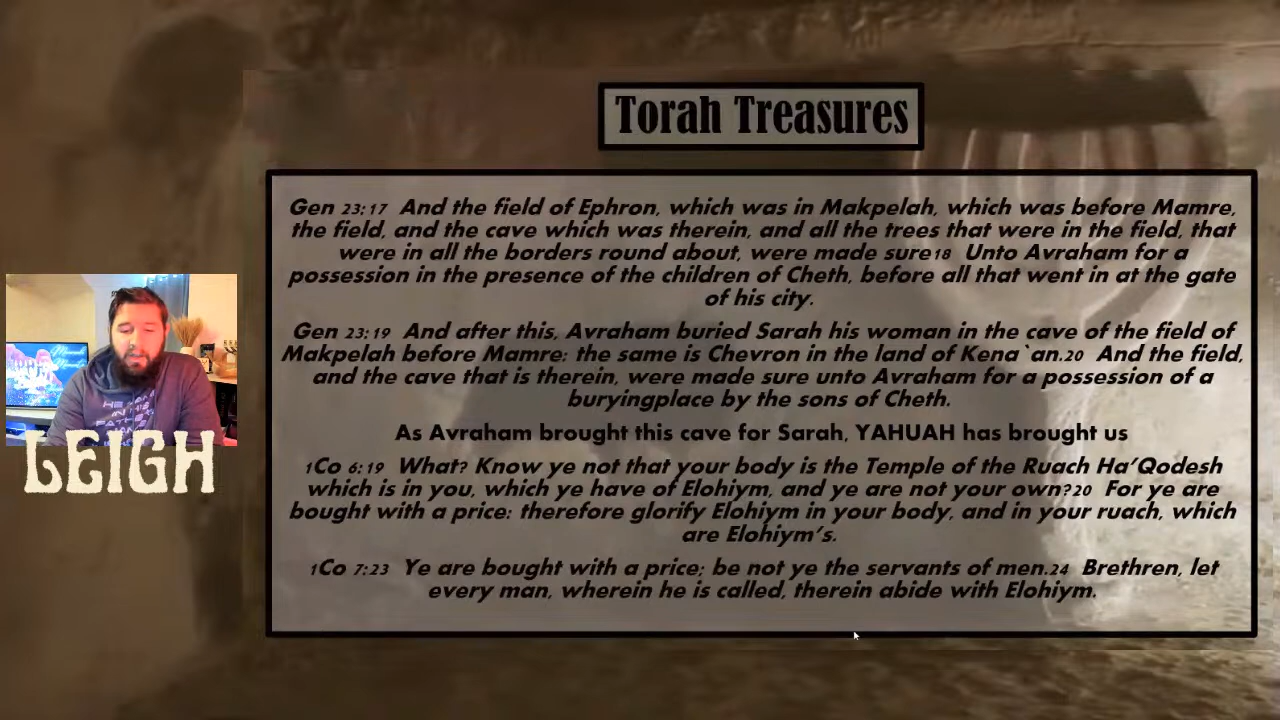 Torah Treasures
Gen 23:17 And the field of Ephron, which was in Makpelah, which was before Mamre,
the field, and the cave which was therein, and all the trees that were in the field, that
were in all the borders round about, were made sure18 Unto Avraham for a
possession in the presence of the children of Cheth, before all that went in at the gate
of his city.
Gen 23:19 And after this, Avraham buried Sarah his woman in the cave of the field of
Makpelah before Mamre: the same is Chevron in the land of Kena`an.20 And the field,
and the cave that is therein, were made sure unto Avraham for a possession of a
buryingplace by the sons of Cheth.
As Avraham brought this cave for Sarah, YAHUAH has brought us
1Co 6:19 What? Know ye not that your body is the Temple of the Ruach Ha'Qodesh
which is in you, which ye have of Elohiym, and ye are not your own?20 For ye are
bought with a price: therefore glorify Elohiym in your body, and in your ruach, which
are Elohiym's.
1Co 7:23 Ye are bought with a price; be not ye the servants of men.24 Brethren, let
every man, wherein he is called, therein abide with Elohiym.
LEIGH